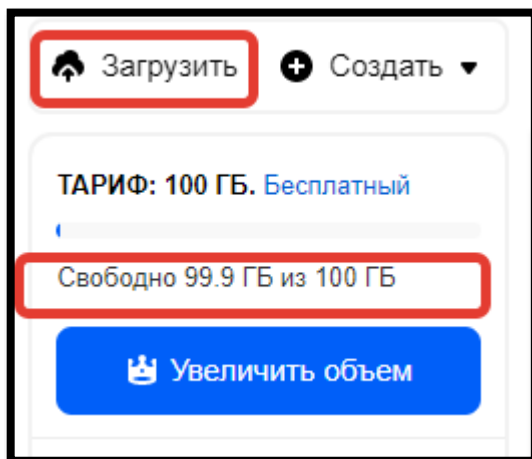 Загрузить Создать
ТАРИФ: 100 ГБ. Бесплатный
Свободно 99.9 ГБ из 100 ГБ
Увеличить объем